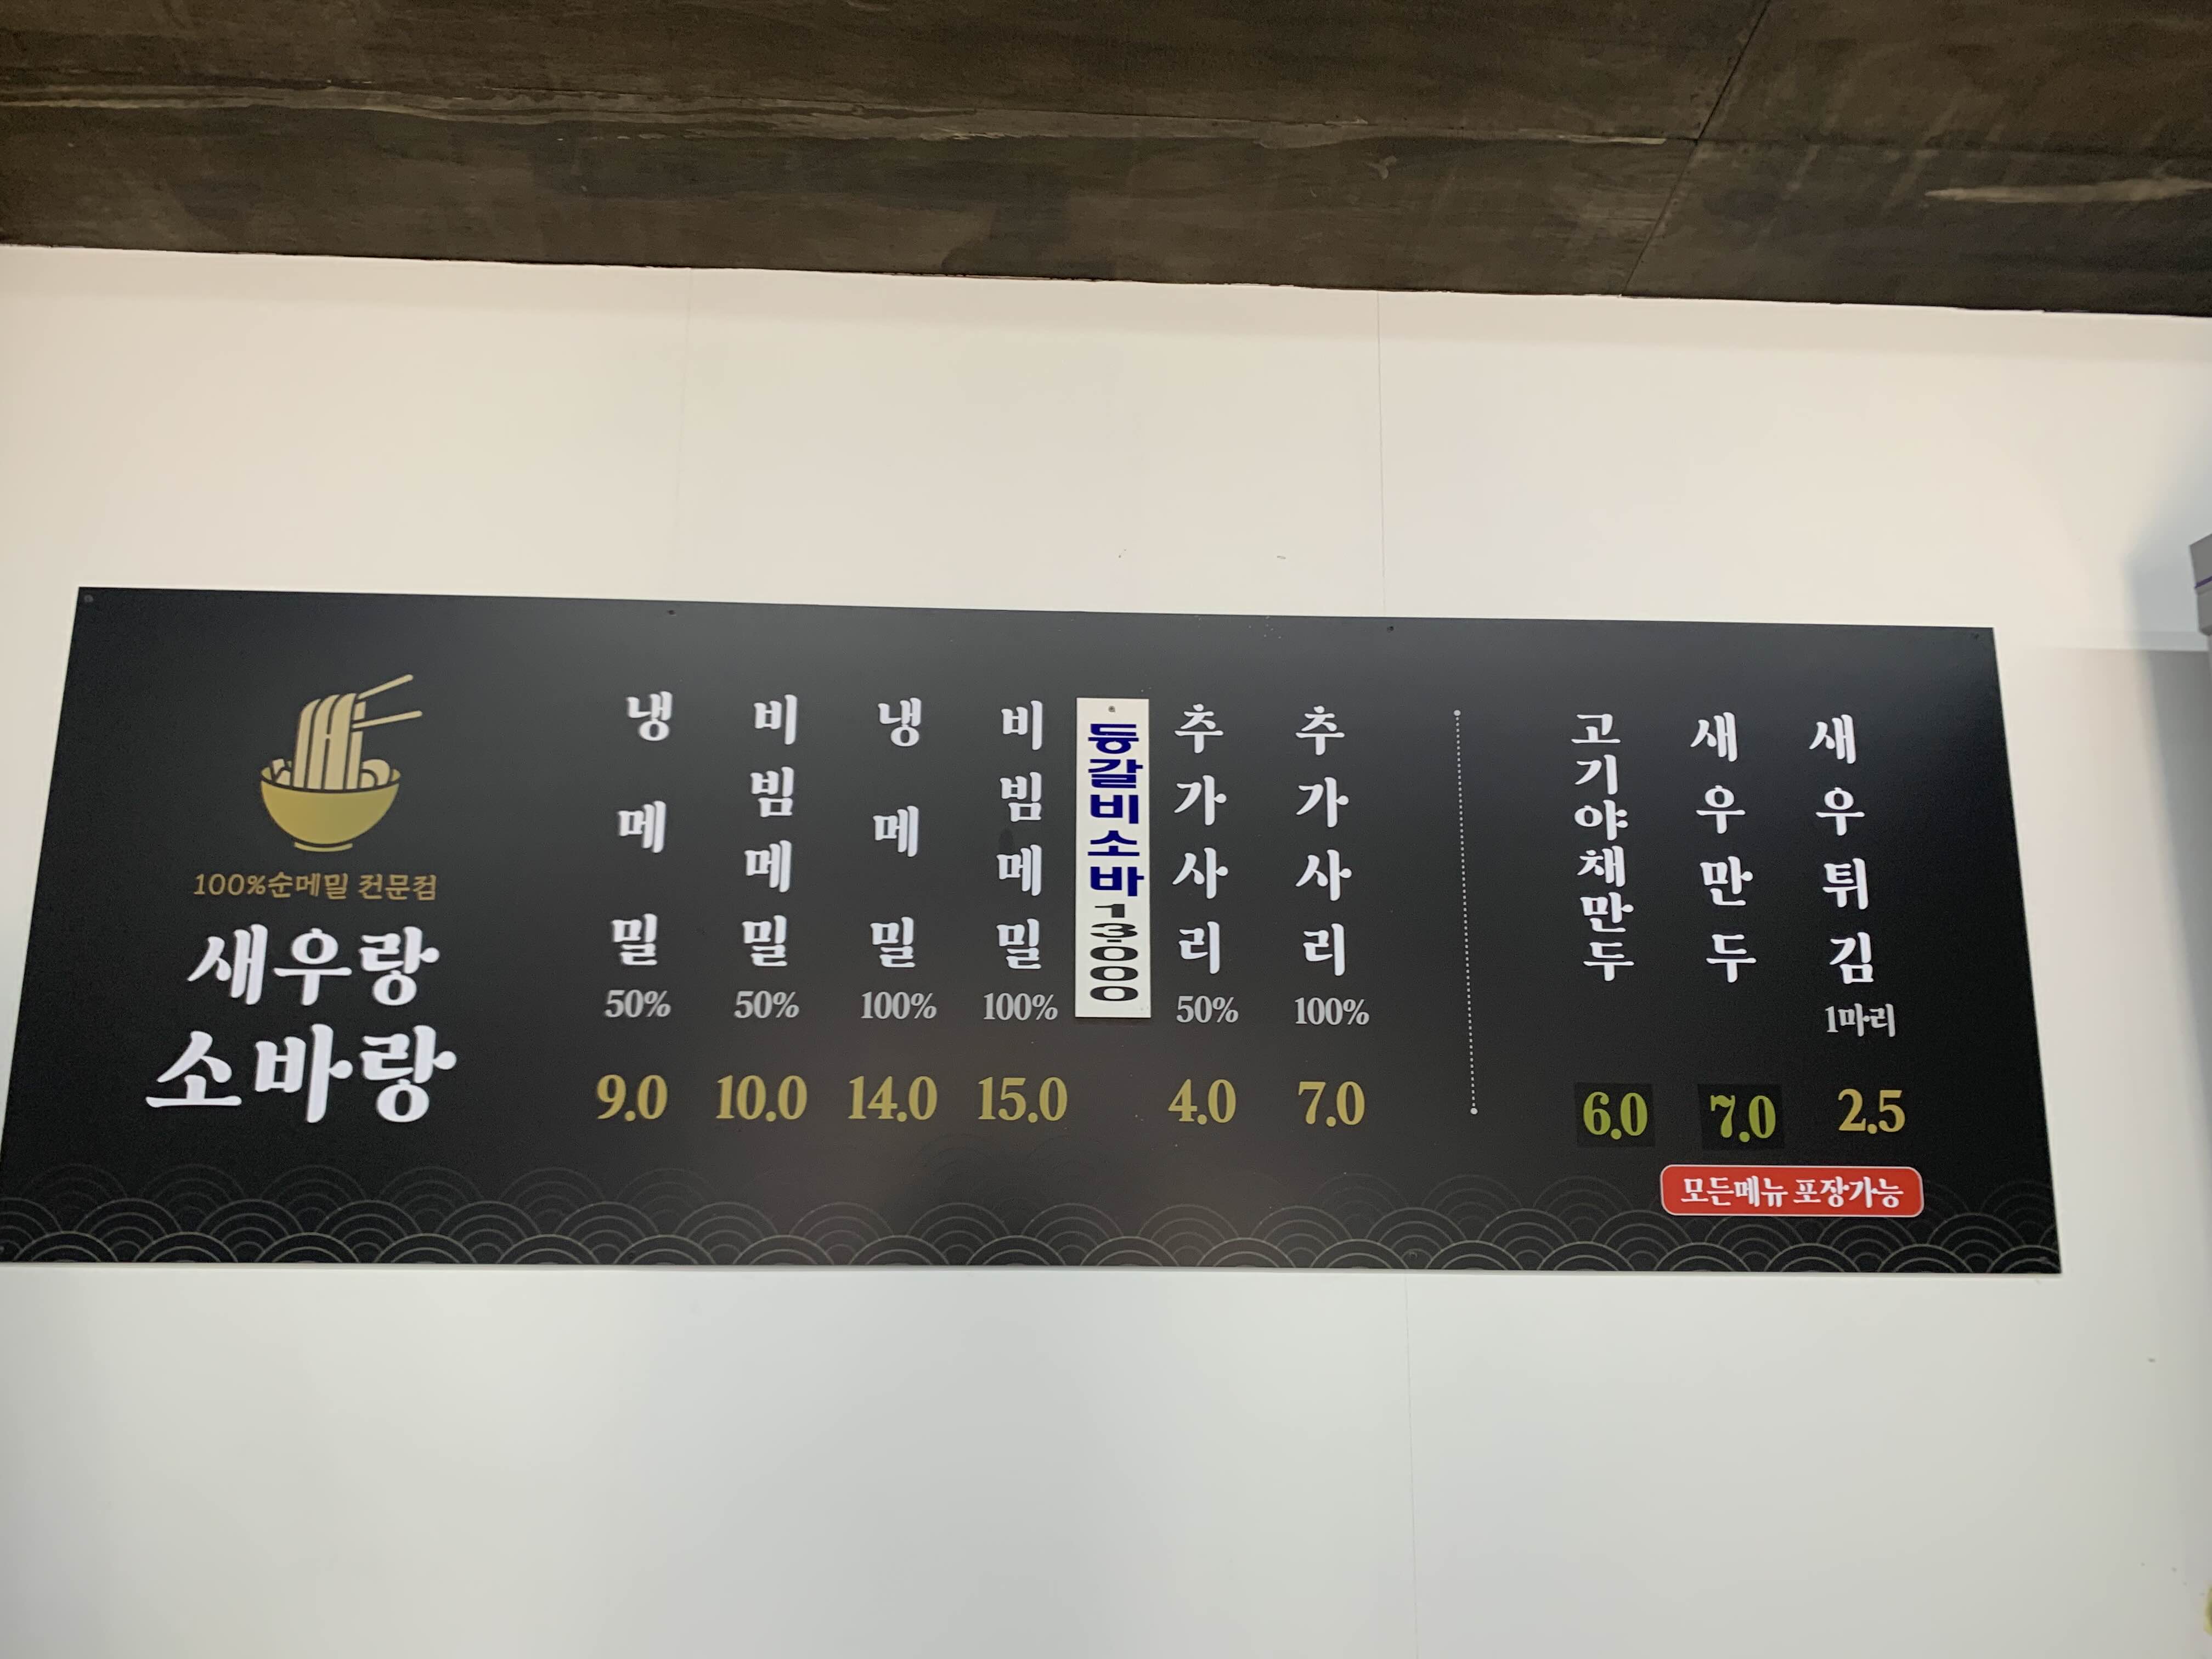 100%순메밀 컨문컴
새우랑
소바랑
냉메밀
50%
9.0
비빔메밀
50%
10.0
냉메밀
100%
14.0
비빔메밀
100%
15.0
등갈비소바13000
추가사리
50%
4.0
추가사리
100%
7.0
고기야채만두
6.0
새우만두
7.0
새우튀김
1마리
2.5
모든메뉴 포장가능